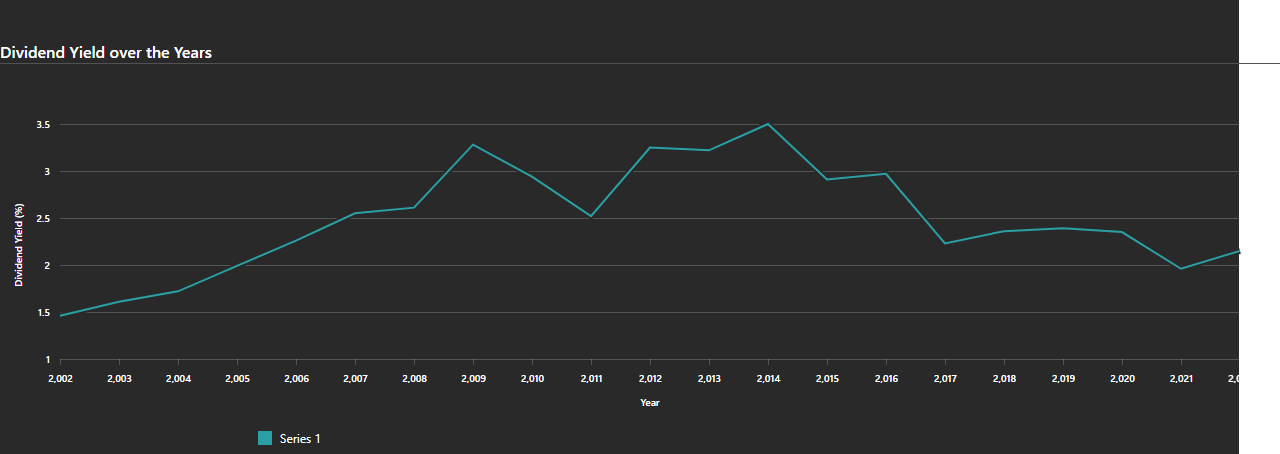 Dividend Yield over the Years
3.5
3
2.5
2
1.5
1
Dividend Yield (%)
2,002 2,003 2,004 2,005 2,006 2,007 2,008 2,009 2,010 2,011 2,012 2,013 2,014 2,015 2,016 2,017 2,018 2,019 2,020 2,021
Year
Series 1